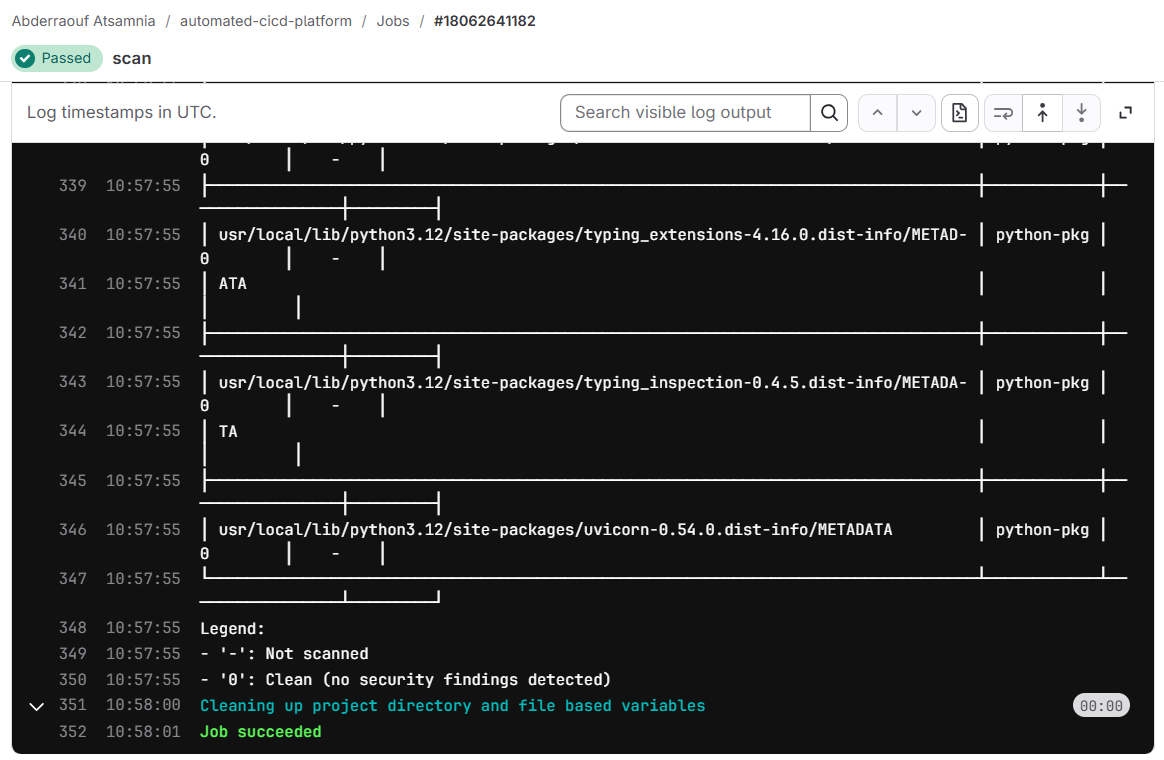 Abderraouf Atsamnia / automated-cicd-platform / Jobs / #18062641182
Passed scan
Log timestamps in UTC.
Search visible log output
0 │ - │
339 10:57:55
340 10:57:55 │ usr/local/lib/python3.12/site-packages/typing_extensions-4.16.0.dist-info/METAD- │ python-pkg │
0 │ - │
341 10:57:55 │ ATA │ │
342 10:57:55
343 10:57:55 │ usr/local/lib/python3.12/site-packages/typing_inspection-0.4.5.dist-info/METADA- │ python-pkg │
0 │ - │
344 10:57:55 │ TA │ │
345 10:57:55
346 10:57:55 │ usr/local/lib/python3.12/site-packages/uvicorn-0.54.0.dist-info/METADATA │ python-pkg │
0 │ - │
347 10:57:55
348 10:57:55 Legend:
349 10:57:55 - '-': Not scanned
350 10:57:55 - '0': Clean (no security findings detected)
351 10:58:00 Cleaning up project directory and file based variables 00:00
352 10:58:01 Job succeeded